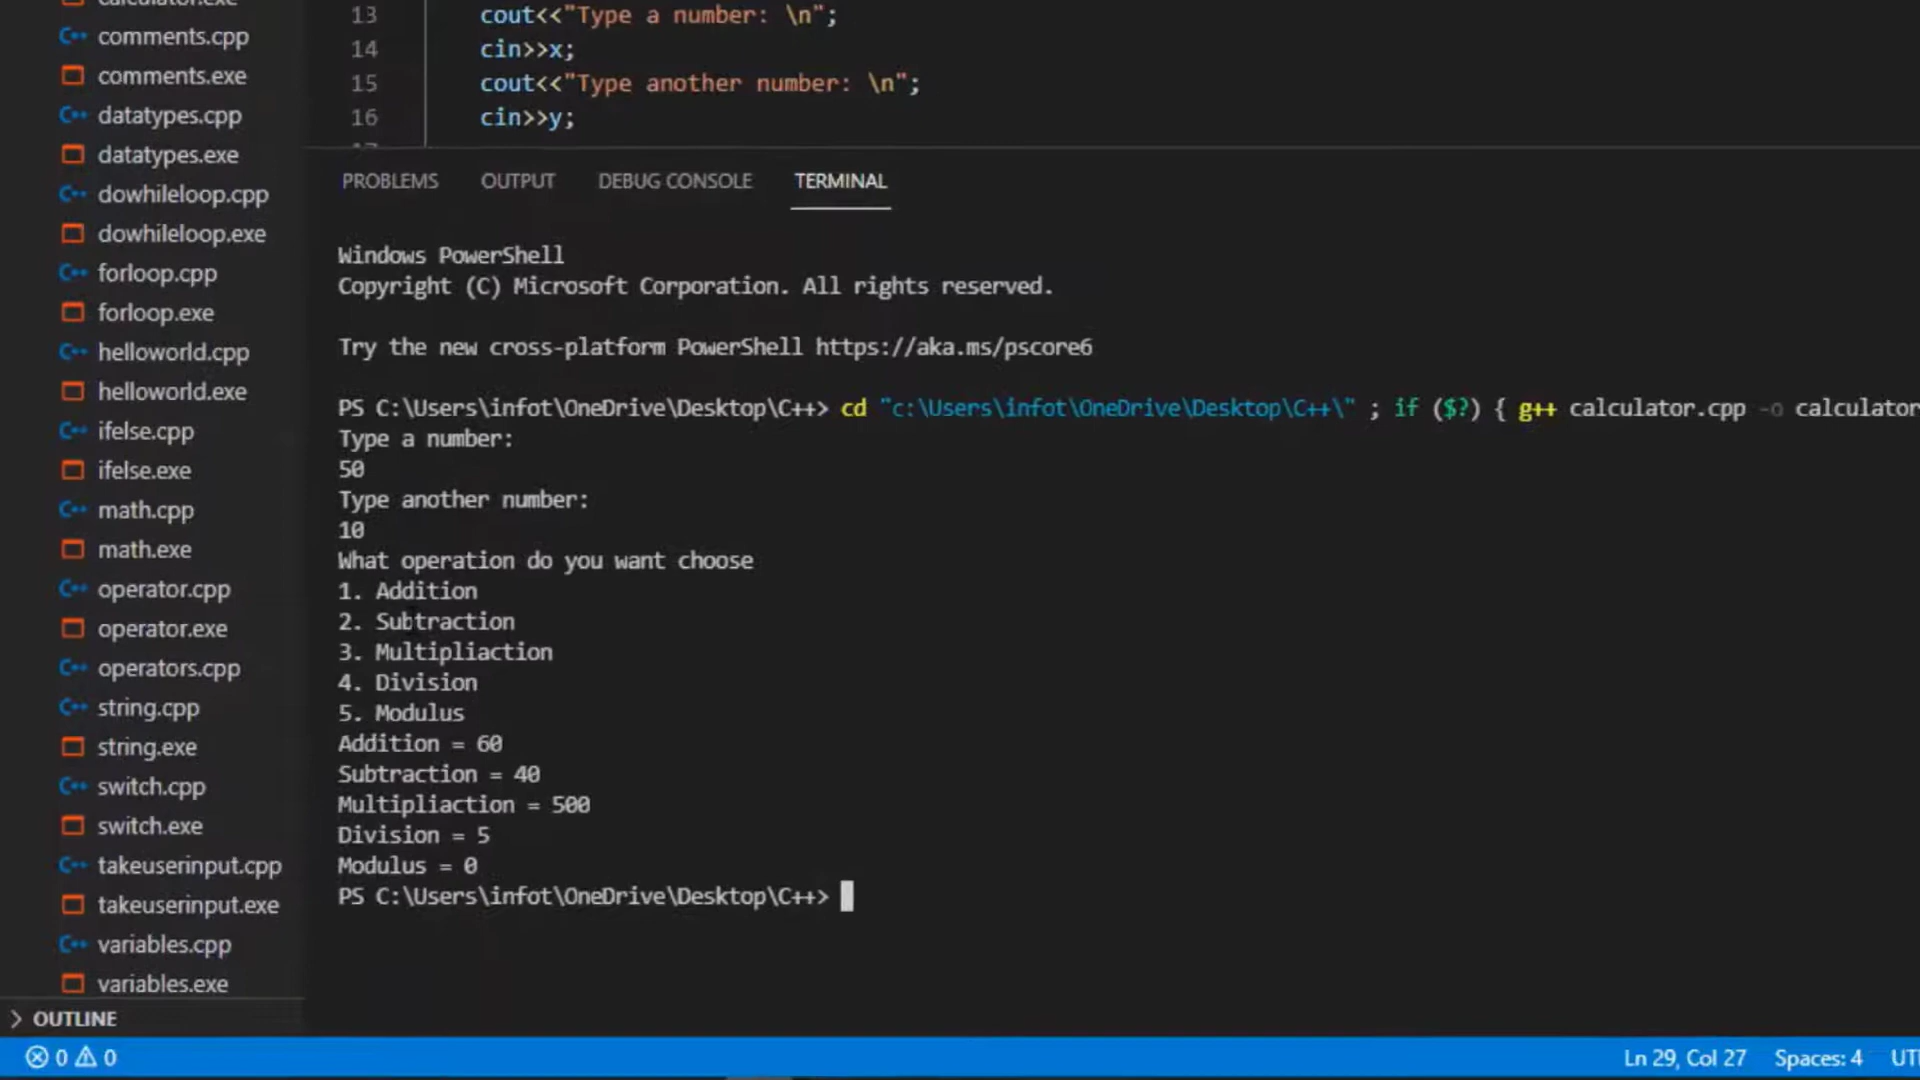 comments.cpp
comments.exe
datatypes.cpp
datatypes.exe
dowhileloop.cpp
dowhileloop.exe
forloop.cpp
forloop.exe
helloworld.cpp
helloworld.exe
ifelse.cpp
ifelse.exe
math.cpp
math.exe
operator.cpp
operator.exe
operators.cpp
string.cpp
string.exe
switch.cpp
switch.exe
takeuserinput.cpp
takeuserinput.exe
variables.cpp
variables.exe
OUTLINE
13 cout<<"Type a number: \n";
14 cin>>x;
15 cout<<"Type another number: \n";
16 cin>>y;
PROBLEMS OUTPUT DEBUG CONSOLE TERMINAL
Windows PowerShell
Copyright (C) Microsoft Corporation. All rights reserved.
Try the new cross-platform PowerShell https://aka.ms/pscore6
PS C:\Users\infot\OneDrive\Desktop\C++> cd "c:\Users\infot\OneDrive\Desktop\C++\" ; if ($?) { g++ calculator.cpp -o calculator
Type a number:
50
Type another number:
10
What operation do you want choose
1. Addition
2. Subtraction
3. Multipliaction
4. Division
5. Modulus
Addition = 60
Subtraction = 40
Multipliaction = 500
Division = 5
Modulus = 0
PS C:\Users\infot\OneDrive\Desktop\C++>
0 0 Ln 29, Col 27 Spaces: 4 UT